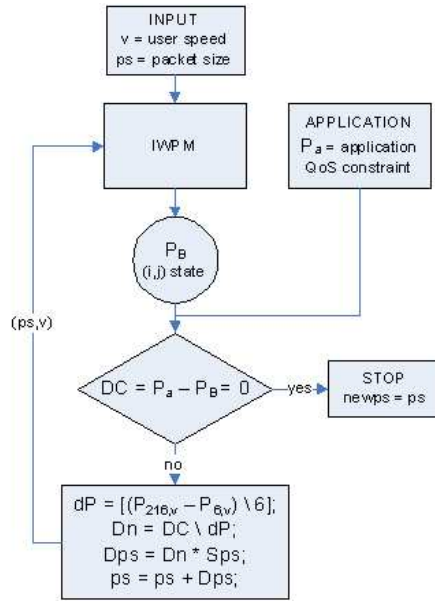 INPUT
v = user speed
ps = packet size
IWPM
APPLICATION
Pa = application
QoS constraint
PB
(i,j) state
(ps,v)
DC = Pa – PB = 0
yes
STOP
newps = ps
no
dP = [(P216,v – P6,v) \ 6];
Dn = DC \ dP;
Dps = Dn * Sps;
ps = ps + Dps;